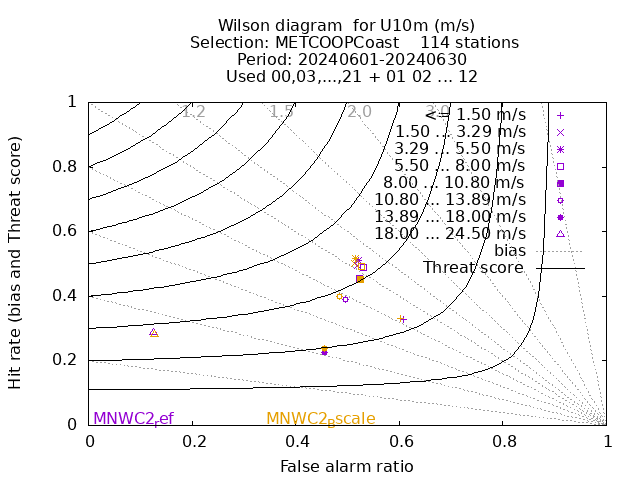 Wilson diagram for U10m (m/s)
Selection: METCOOPCoast 114 stations
Period: 20240601-20240630
Used 00,03,...,21 + 01 02 ... 12
Hit rate (bias and Threat score)
1
0.8
0.6
0.4
0.2
0
1.2 1.5 2.0 3.0
<= 1.50 m/s
1.50 ... 3.29 m/s
3.29 ... 5.50 m/s
5.50 ... 8.00 m/s
8.00 ... 10.80 m/s
10.80 ... 13.89 m/s
13.89 ... 18.00 m/s
18.00 ... 24.50 m/s
bias
Threat score
MNWC2ref MNWC2Bscale
0 0.2 0.4 0.6 0.8 1
False alarm ratio